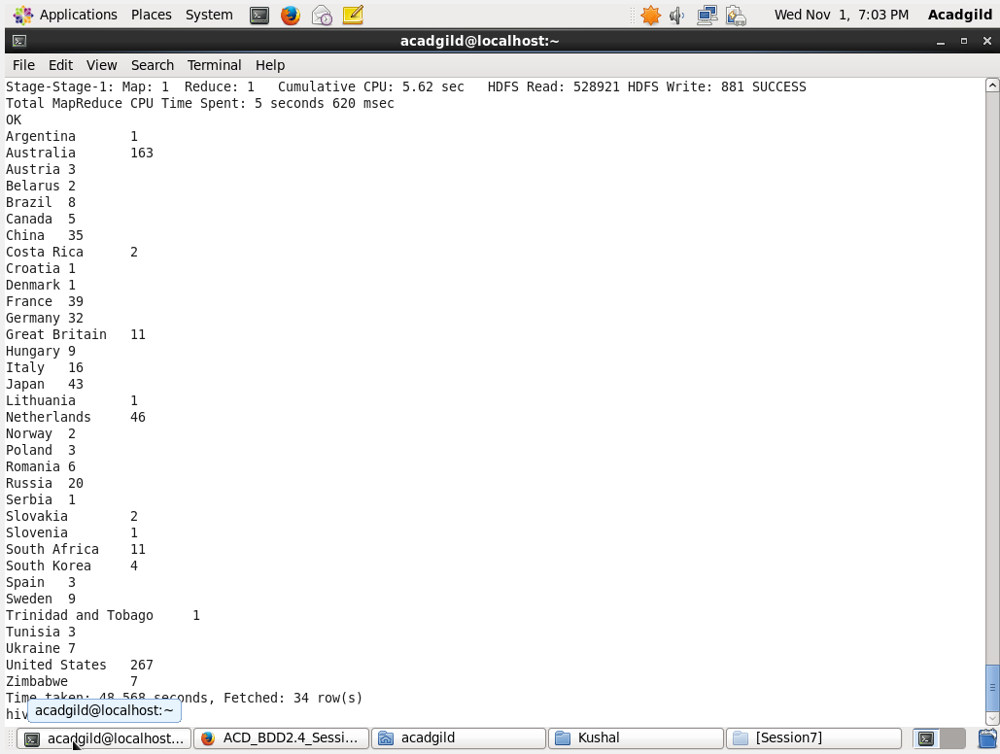 Applications Places System Wed Nov 1, 7:03 PM Acadgild
acadgild@localhost:~
File Edit View Search Terminal Help
Stage-Stage-1: Map: 1 Reduce: 1 Cumulative CPU: 5.62 sec HDFS Read: 528921 HDFS Write: 881 SUCCESS
Total MapReduce CPU Time Spent: 5 seconds 620 msec
OK
Argentina 1
Australia 163
Austria 3
Belarus 2
Brazil 8
Canada 5
China 35
Costa Rica 2
Croatia 1
Denmark 1
France 39
Germany 32
Great Britain 11
Hungary 9
Italy 16
Japan 43
Lithuania 1
Netherlands 46
Norway 2
Poland 3
Romania 6
Russia 20
Serbia 1
Slovakia 2
Slovenia 1
South Africa 11
South Korea 4
Spain 3
Sweden 9
Trinidad and Tobago 1
Tunisia 3
Ukraine 7
United States 267
Zimbabwe 7
Time taken: 48.568 seconds, Fetched: 34 row(s)
acadgild@localhost:~
acadgild@localhost... ACD_BDD2.4_Sessi... acadgild Kushal [Session7]